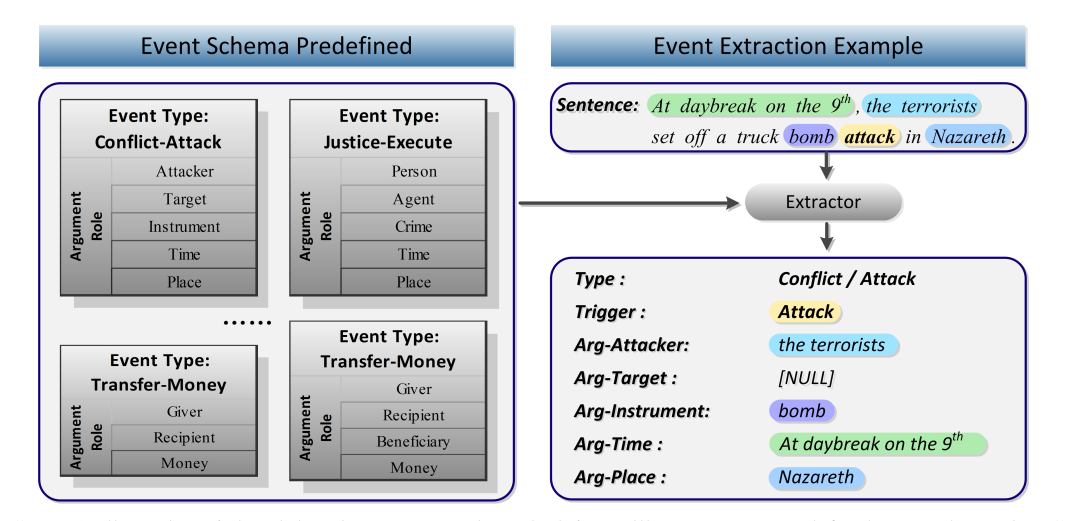 Event Schema Predefined
Event Type:
Conflict-Attack
Argument
Role
Attacker
Target
Instrument
Time
Place
Event Type:
Justice-Execute
Argument
Role
Person
Agent
Crime
Time
Place
......
Event Type:
Transfer-Money
Argument
Role
Giver
Recipient
Money
Event Type:
Transfer-Money
Argument
Role
Giver
Recipient
Beneficiary
Money
Event Extraction Example
Sentence: At daybreak on the 9th, the terrorists
set off a truck bomb attack in Nazareth.
Extractor
Type : Conflict / Attack
Trigger : Attack
Arg-Attacker: the terrorists
Arg-Target : [NULL]
Arg-Instrument: bomb
Arg-Time : At daybreak on the 9th
Arg-Place : Nazareth